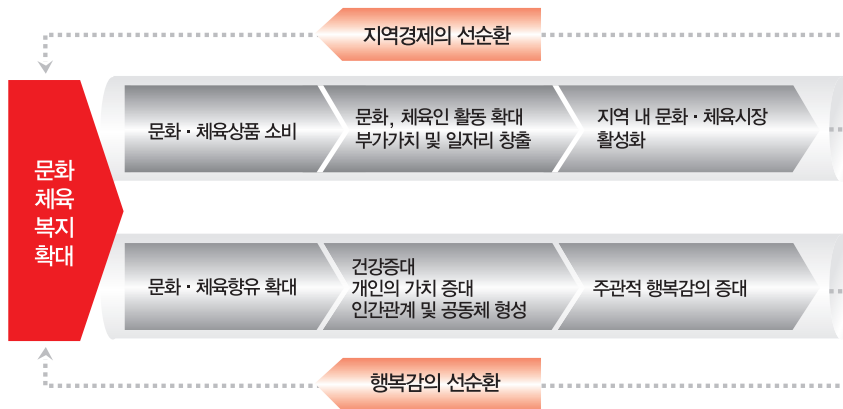 지역경제의 선순환
문화
체육
복지
확대
문화·체육상품 소비
문화, 체육인 활동 확대
부가가치 및 일자리 창출
지역 내 문화·체육시장
활성화
문화·체육향유 확대
건강증대
개인의 가치 증대
인간관계 및 공동체 형성
주관적 행복감의 증대
행복감의 선순환